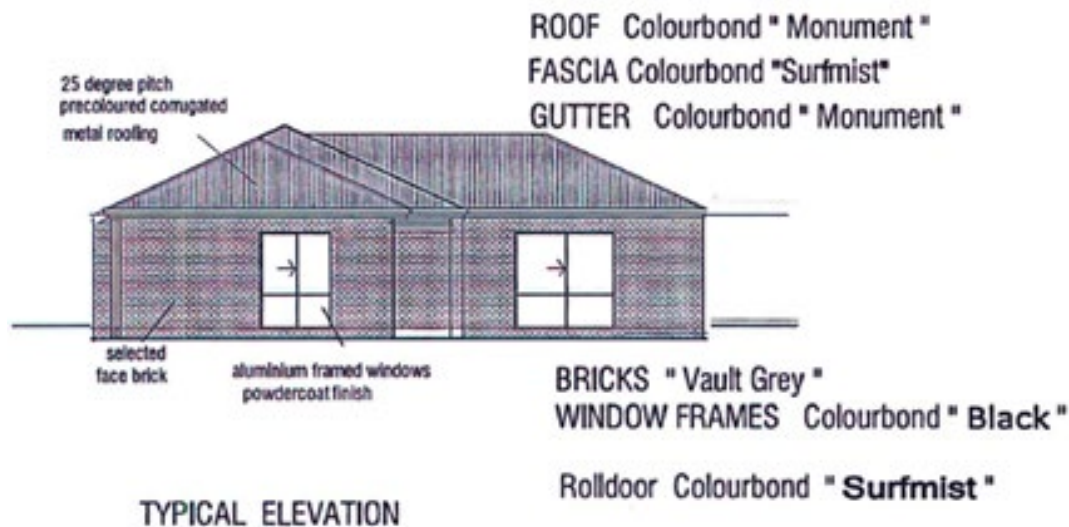 ROOF Colourbond " Monument "
FASCIA Colourbond "Surfmist"
GUTTER Colourbond " Monument "
25 degree pitch
precoloured corrugated
metal roofing
selected
face brick
aluminium framed windows
powdercoat finish
BRICKS " Vault Grey "
WINDOW FRAMES Colourbond " Black "
Rolldoor Colourbond " Surfmist "
TYPICAL ELEVATION